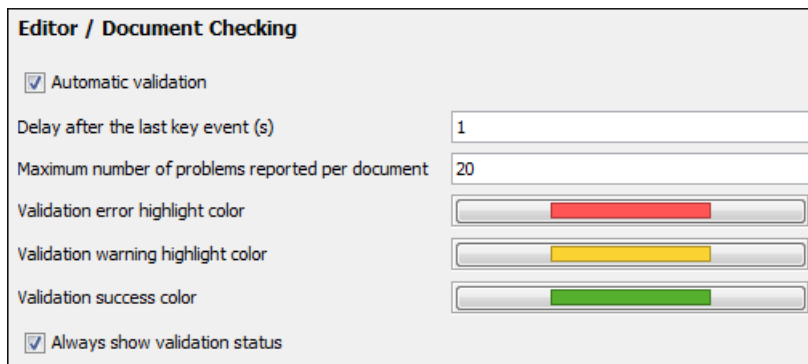 Editor / Document Checking
Automatic validation
Delay after the last key event (s) 1
Maximum number of problems reported per document 20
Validation error highlight color
Validation warning highlight color
Validation success color
Always show validation status